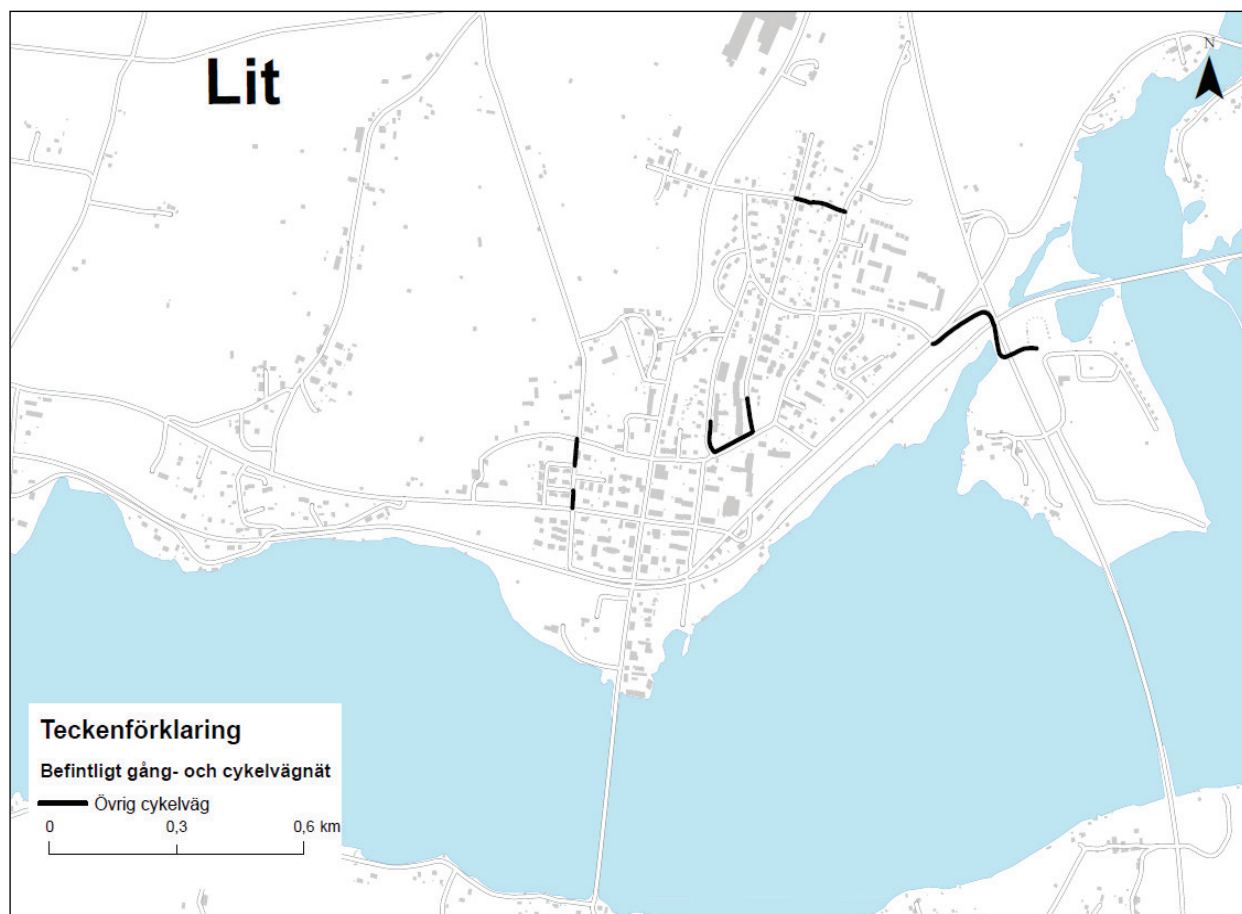 Lit
N
Teckenförklaring
Befintligt gång- och cykelvägnät
Övrig cykelväg
0 0,3 0,6 km